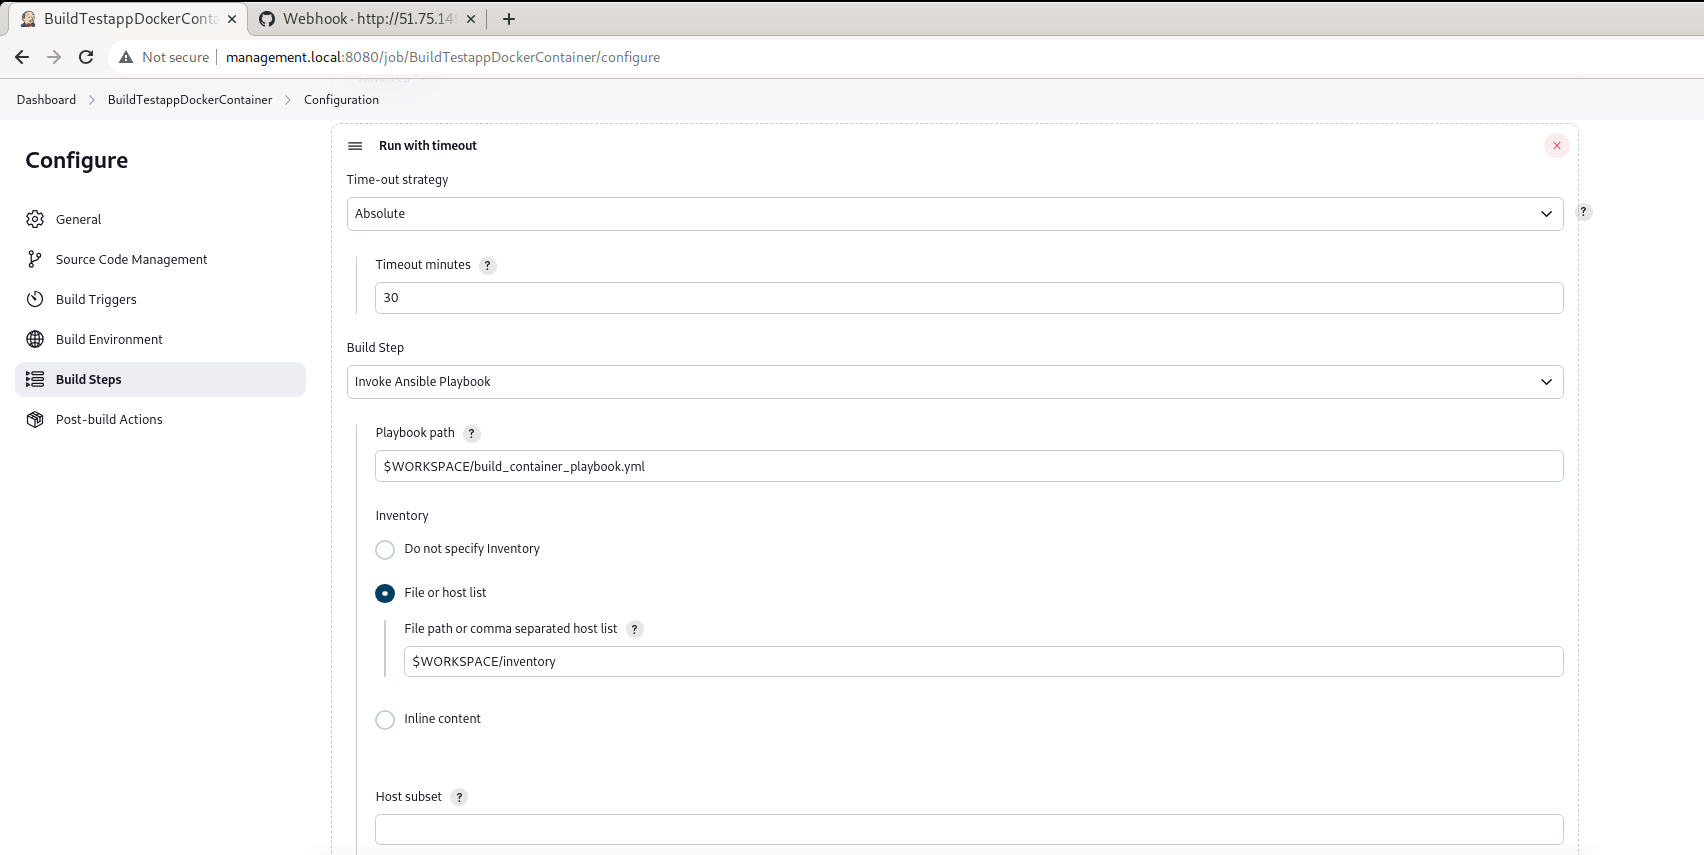 BuildTestappDockerConta
Webhook · http://51.75.149
Not secure
management.local:8080/job/BuildTestappDockerContainer/configure
Advanced
Dashboard
BuildTestappDockerContainer
Configuration
Configure
General
Source Code Management
Build Triggers
Build Environment
Build Steps
Post-build Actions
Run with timeout
Time-out strategy
Absolute
?
Timeout minutes ?
30
Build Step
Invoke Ansible Playbook
Playbook path ?
$WORKSPACE/build_container_playbook.yml
Inventory
Do not specify Inventory
File or host list
File path or comma separated host list ?
$WORKSPACE/inventory
Inline content
Host subset ?